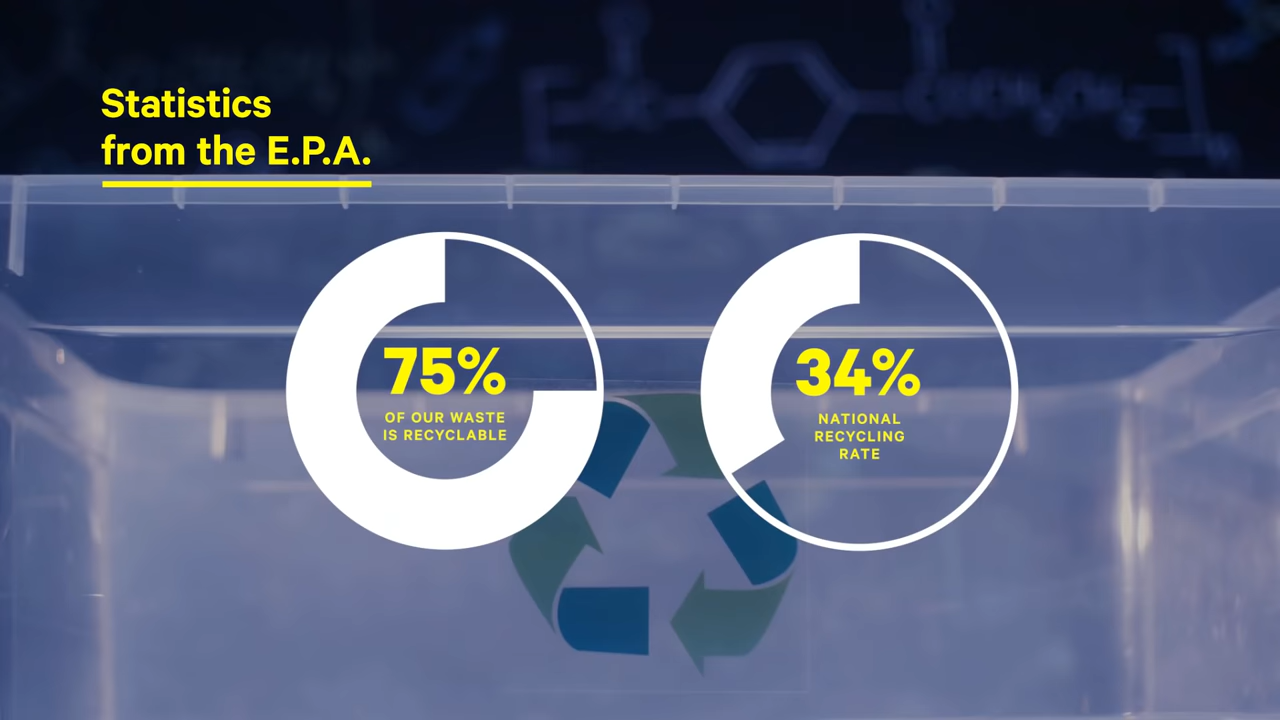 Statistics
from the E.P.A.
75%
OF OUR WASTE
IS RECYCLABLE
34%
NATIONAL
RECYCLING
RATE